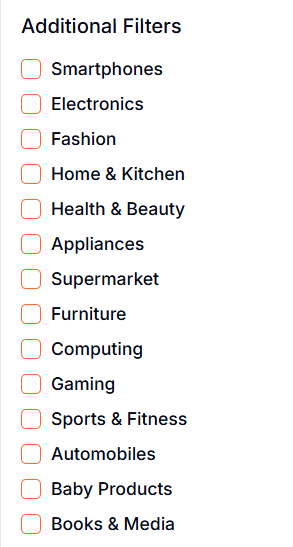 Additional Filters
Smartphones
Electronics
Fashion
Home & Kitchen
Health & Beauty
Appliances
Supermarket
Furniture
Computing
Gaming
Sports & Fitness
Automobiles
Baby Products
Books & Media